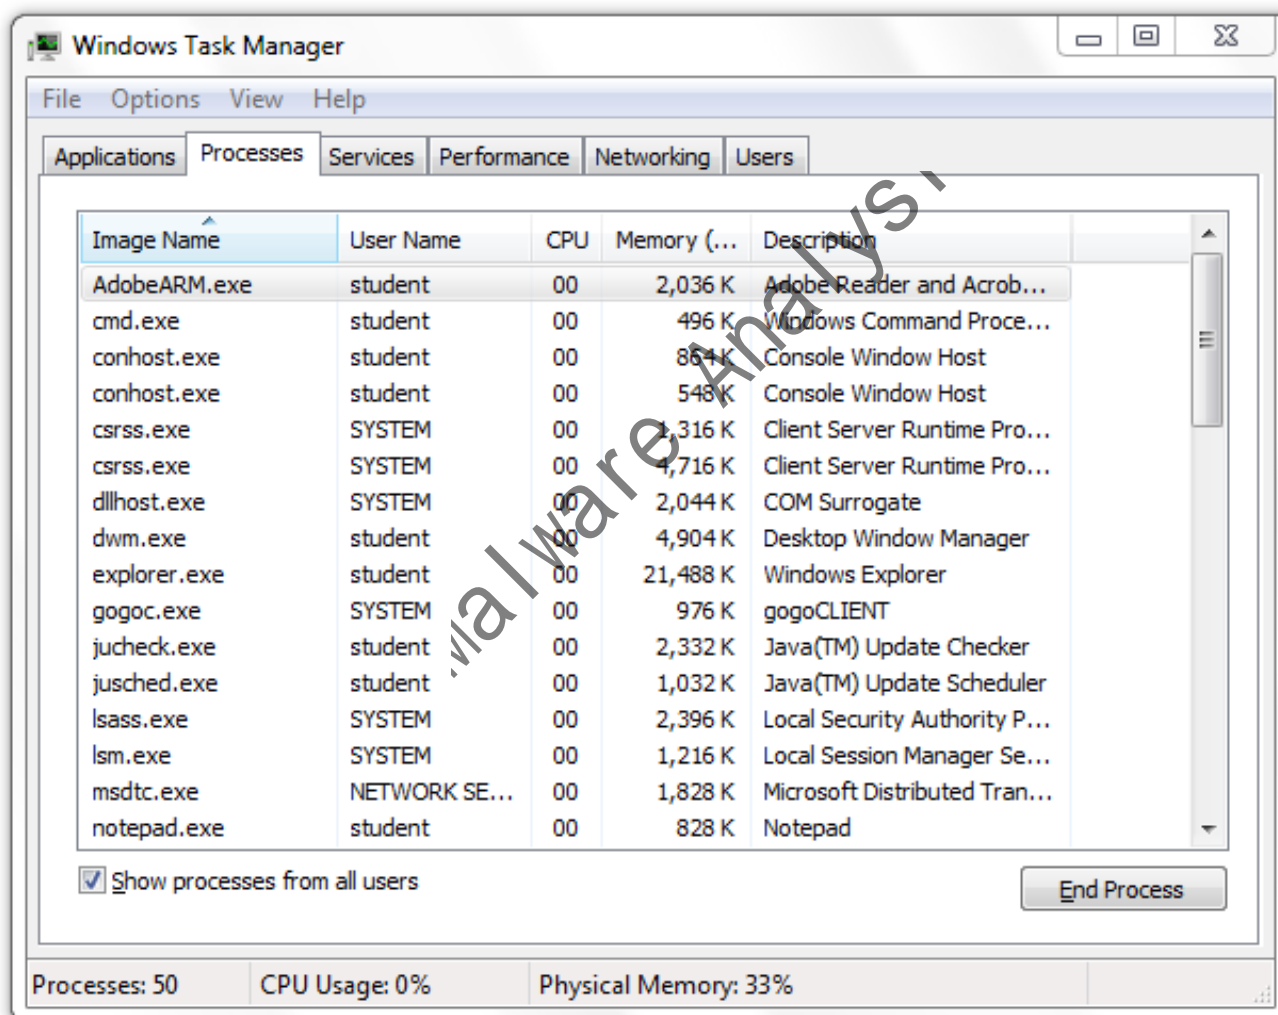 Windows Task Manager
File Options View Help
Applications Processes Services Performance Networking Users
Image Name User Name CPU Memory (... Description
AdobeARM.exe student 00 2,036 K Adobe Reader and Acrob...
cmd.exe student 00 496 K Windows Command Proce...
conhost.exe student 00 864 K Console Window Host
conhost.exe student 00 548 K Console Window Host
csrss.exe SYSTEM 00 1,316 K Client Server Runtime Pro...
csrss.exe SYSTEM 00 4,716 K Client Server Runtime Pro...
dllhost.exe SYSTEM 00 2,044 K COM Surrogate
dwm.exe student 00 4,904 K Desktop Window Manager
explorer.exe student 00 21,488 K Windows Explorer
gogoc.exe SYSTEM 00 976 K gogoCLIENT
jucheck.exe student 00 2,332 K Java(TM) Update Checker
jusched.exe student 00 1,032 K Java(TM) Update Scheduler
lsass.exe SYSTEM 00 2,396 K Local Security Authority P...
lsm.exe SYSTEM 00 1,216 K Local Session Manager Se...
msdtc.exe NETWORK SE... 00 1,828 K Microsoft Distributed Tran...
notepad.exe student 00 828 K Notepad
Show processes from all users
End Process
Processes: 50 CPU Usage: 0% Physical Memory: 33%
Malware Analys